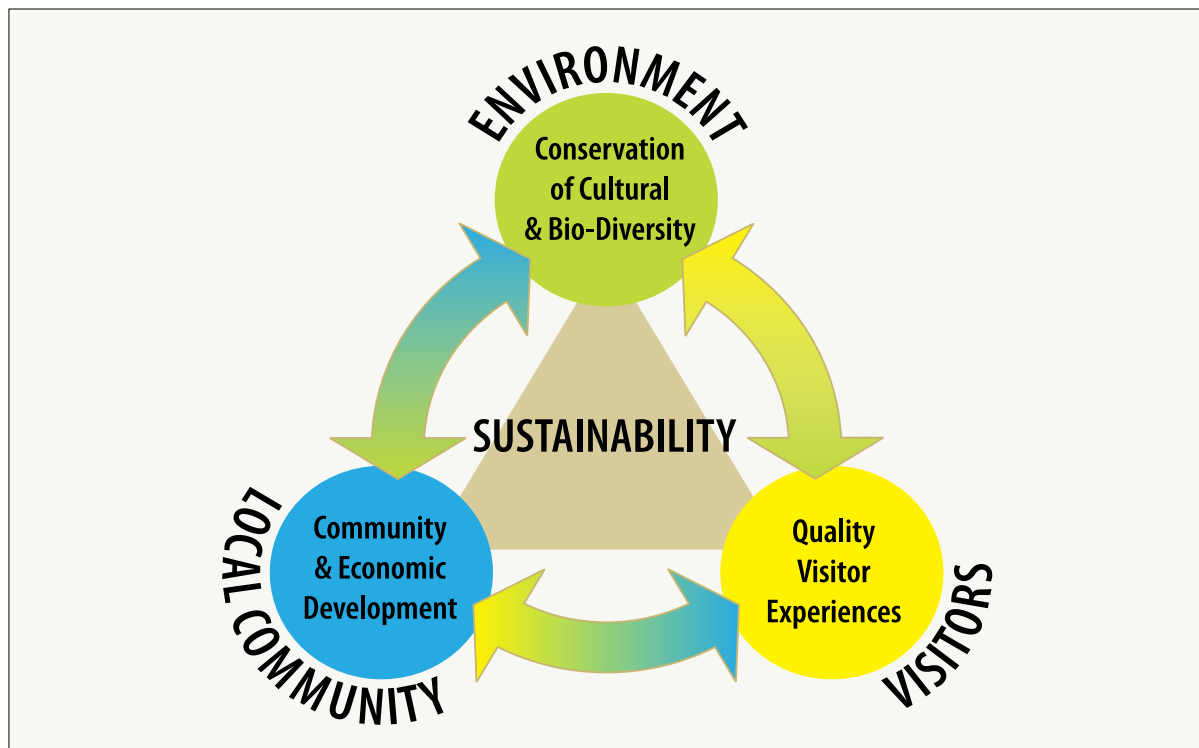 ENVIRONMENT
Conservation
of Cultural
& Bio-Diversity
SUSTAINABILITY
LOCAL COMMUNITY
Community
& Economic
Development
Quality
Visitor
Experiences
VISITORS